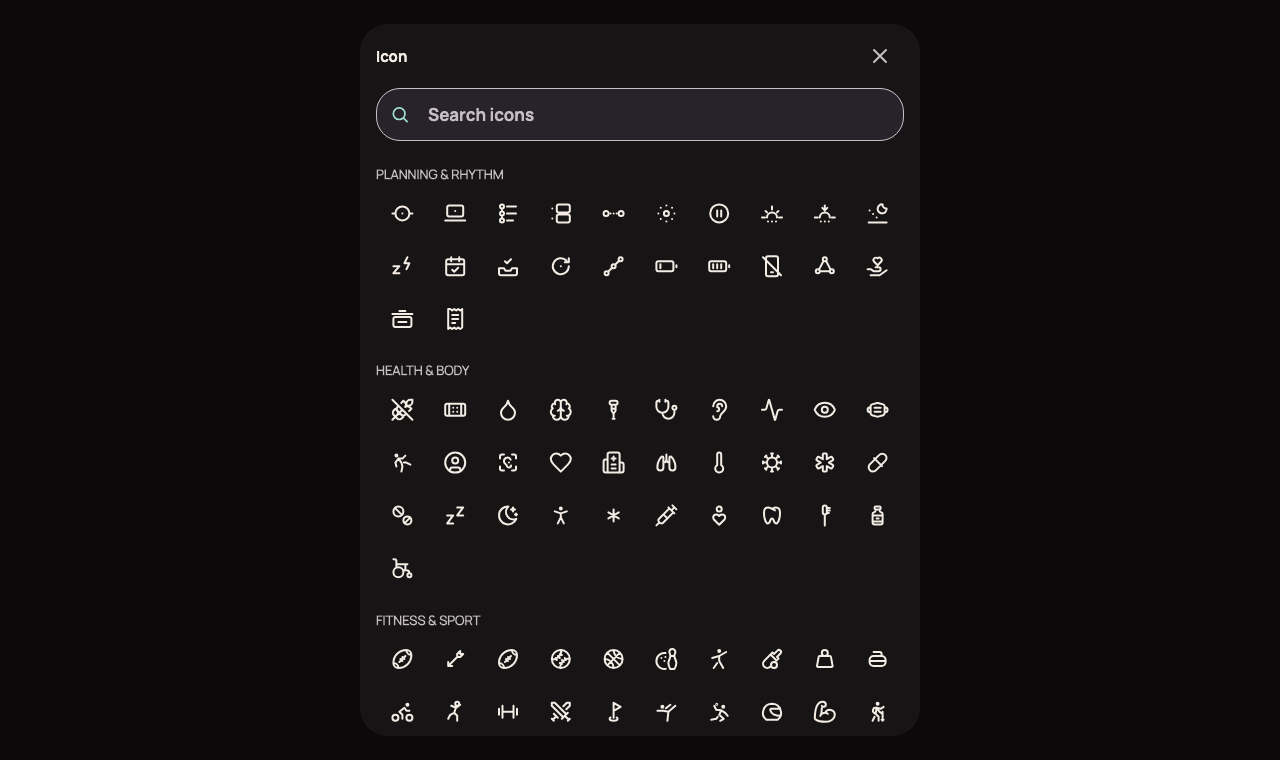 Icon
Search icons
PLANNING & RHYTHM
HEALTH & BODY
FITNESS & SPORT